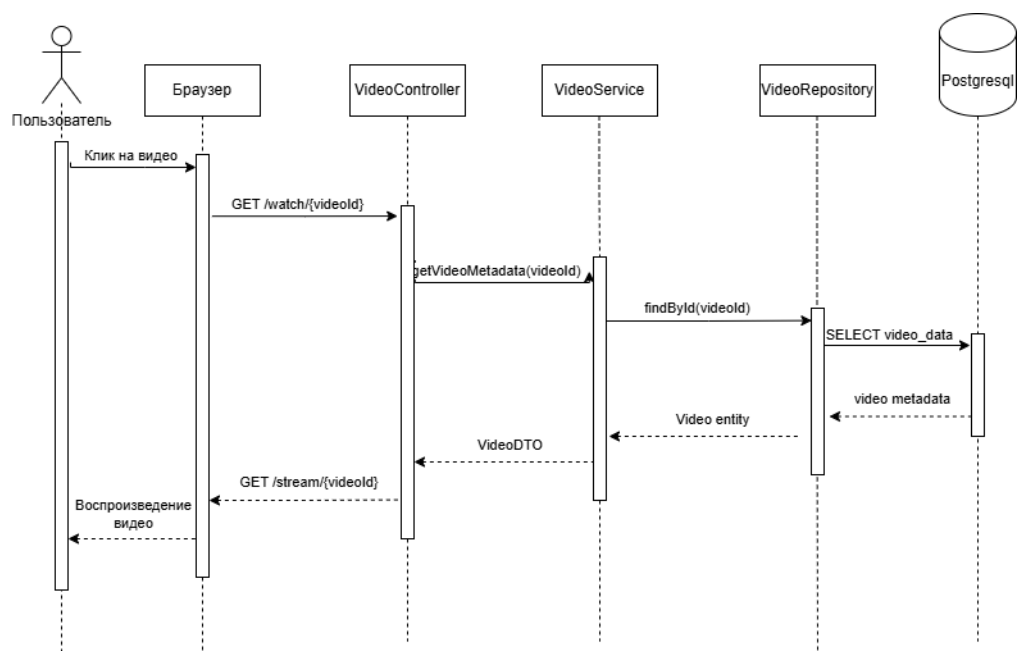 Пользователь
Браузер
VideoController
VideoService
VideoRepository
Postgresql
Клик на видео
GET /watch/{videoId}
getVideoMetadata(videoId)
findById(videoId)
SELECT video_data
video metadata
Video entity
VideoDTO
GET /stream/{videoId}
Воспроизведение
видео